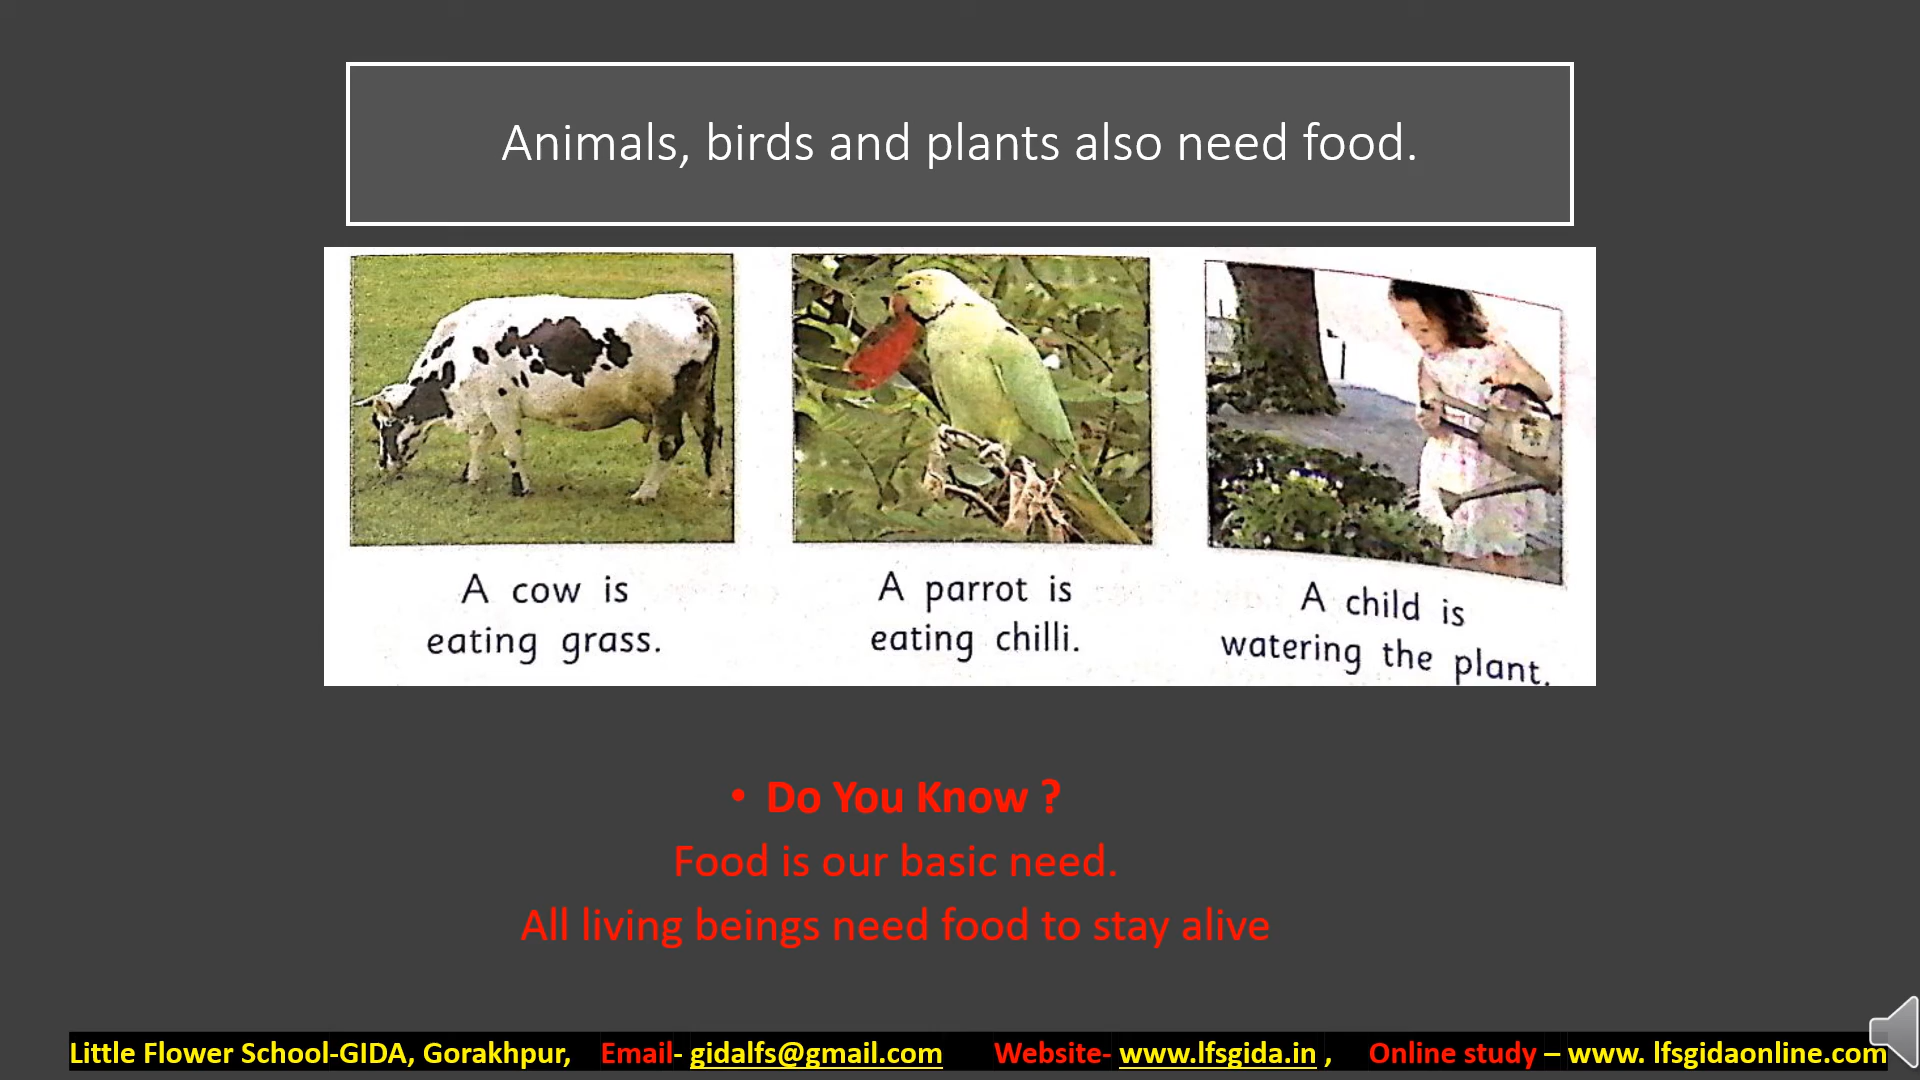 Animals, birds and plants also need food.
A cow is
eating grass.
A parrot is
eating chilli.
A child is
watering the plant.
• Do You Know ?
Food is our basic need.
All living beings need food to stay alive
Little Flower School-GIDA, Gorakhpur, Email- gidalfs@gmail.com Website- www.lfsgida.in , Online study – www. lfsgidaonline.com